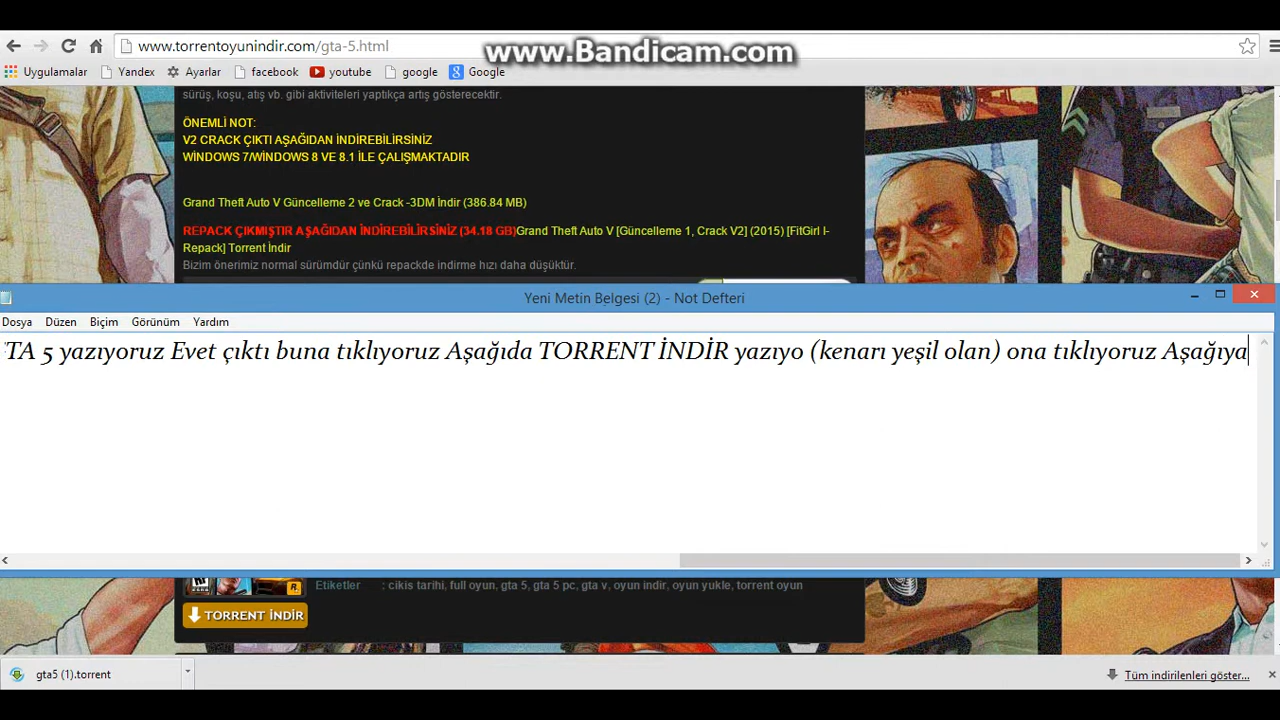 www.torrentoyunindir.com/gta-5.html
www.Bandicam.com
Uygulamalar Yandex Ayarlar facebook youtube google Google
sürüş, koşu, atış vb. gibi aktiviteleri yaptıkça artış gösterecektir.
ÖNEMLİ NOT:
V2 CRACK ÇIKTI AŞAĞIDAN İNDİREBİLİRSİNİZ
WİNDOWS 7/WİNDOWS 8 VE 8.1 İLE ÇALIŞMAKTADIR
Grand Theft Auto V Güncelleme 2 ve Crack -3DM İndir (386.84 MB)
REPACK ÇIKMIŞTIR AŞAĞIDAN İNDİREBİLİRSİNİZ (34.18 GB)Grand Theft Auto V [Güncelleme 1, Crack V2] (2015) [FitGirl I-
Repack] Torrent İndir
Bizim önerimiz normal sürümdür çünkü repackde indirme hızı daha düşüktür.
Yeni Metin Belgesi (2) - Not Defteri
Dosya Düzen Biçim Görünüm Yardım
TA 5 yazıyoruz Evet çıktı buna tıklıyoruz Aşağıda TORRENT İNDİR yazıyo (kenarı yeşil olan) ona tıklıyoruz Aşağıya
Etiketler : cikis tarihi, full oyun, gta 5, gta 5 pc, gta v, oyun indir, oyun yukle, torrent oyun
TORRENT İNDİR
gta5 (1).torrent
Tüm indirilenleri göster...